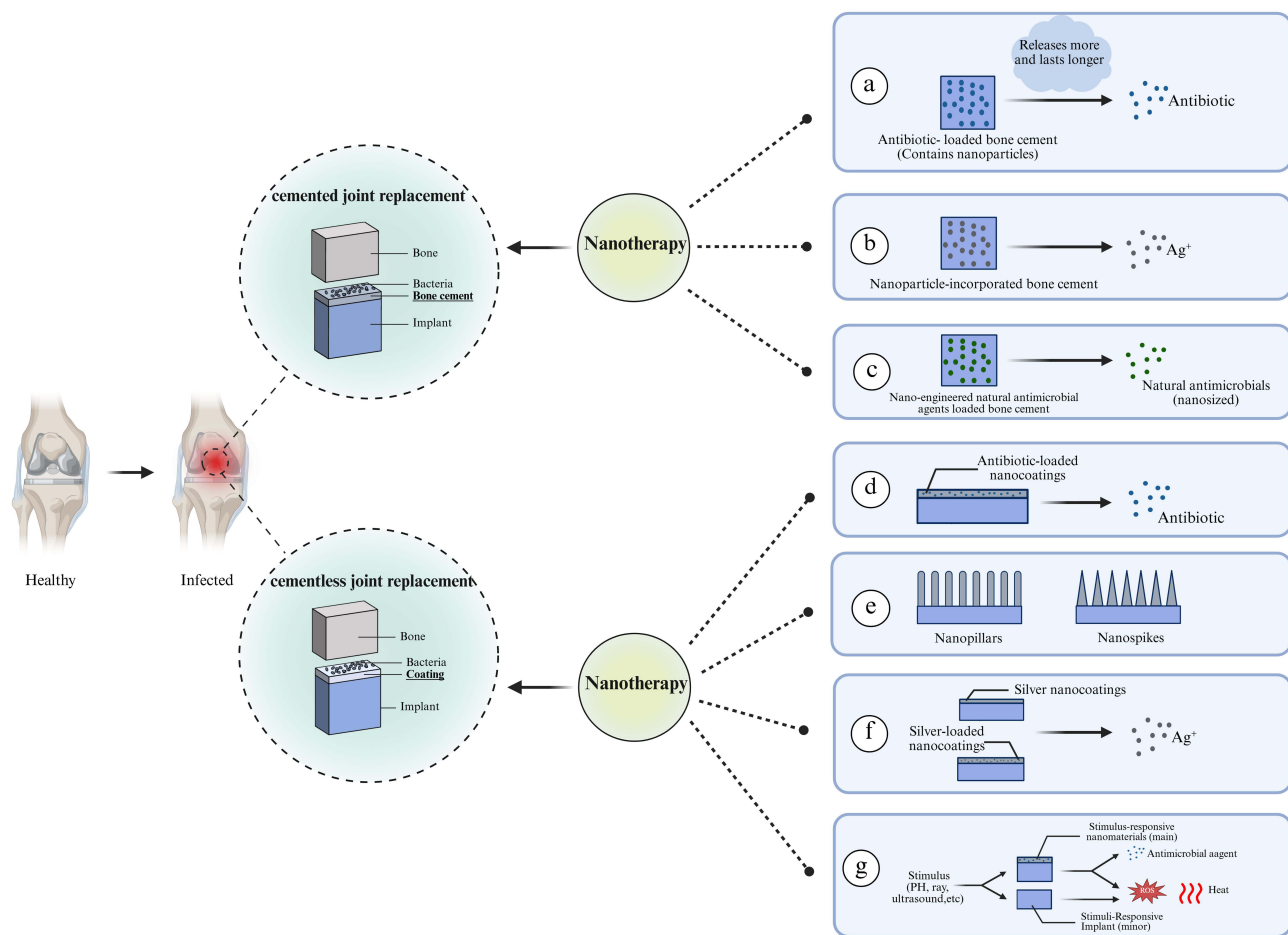 Healthy
Infected
cemented joint replacement
Bone
Bacteria
Bone cement
Implant
cementless joint replacement
Bone
Bacteria
Coating
Implant
Nanotherapy
Nanotherapy
a
Releases more
and lasts longer
Antibiotic- loaded bone cement
(Contains nanoparticles)
Antibiotic
b
Nanoparticle-incorporated bone cement
Ag⁺
c
Nano-engineered natural antimicrobial
agents loaded bone cement
Natural antimicrobials
(nanosized)
d
Antibiotic-loaded
nanocoatings
Antibiotic
e
Nanopillars
Nanospikes
f
Silver nanocoatings
Silver-loaded
nanocoatings
Ag⁺
g
Stimulus
(PH, ray,
ultrasound,etc)
Stimulus-responsive
nanomaterials (main)
Stimuli-Responsive
Implant (minor)
Antimicrobial aagent
ROS
Heat